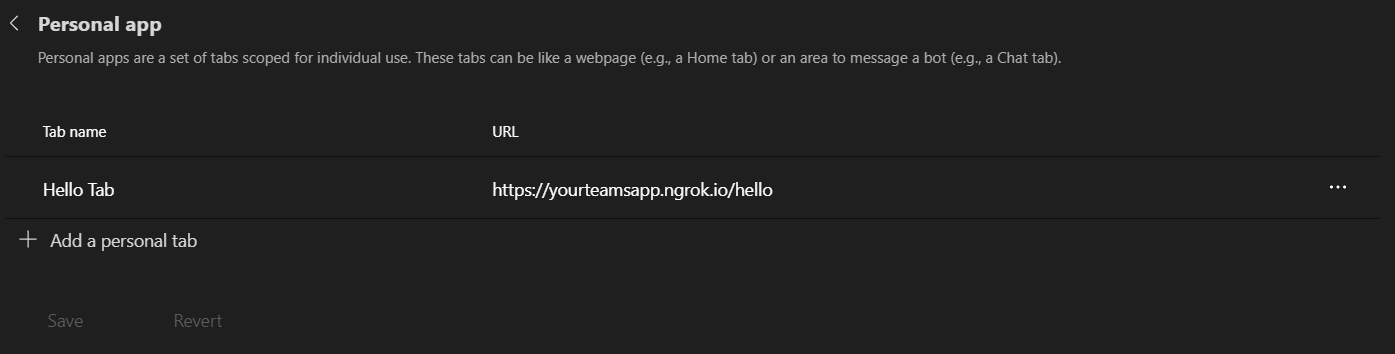 Personal app
Personal apps are a set of tabs scoped for individual use. These tabs can be like a webpage (e.g., a Home tab) or an area to message a bot (e.g., a Chat tab).
Tab name URL
Hello Tab https://yourteamsapp.ngrok.io/hello ...
+ Add a personal tab
Save Revert